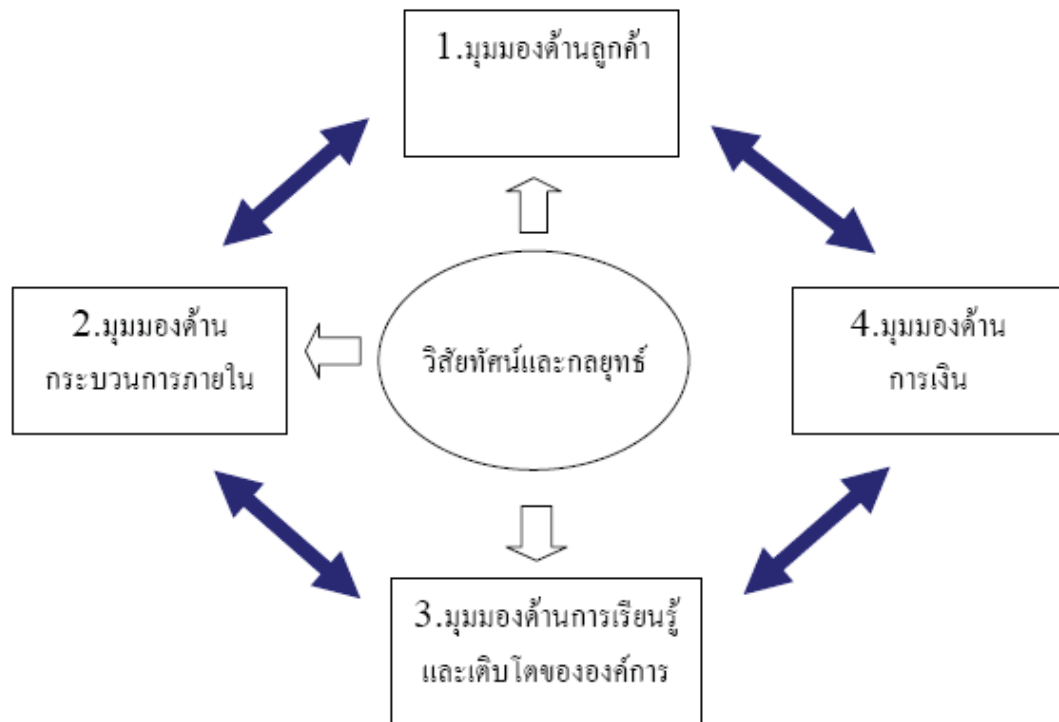 1.มุมมองด้านลูกค้า
2.มุมมองด้าน
กระบวนการภายใน
วิสัยทัศน์และกลยุทธ์
4.มุมมองด้าน
การเงิน
3.มุมมองด้านการเรียนรู้
และเติบโตขององค์การ